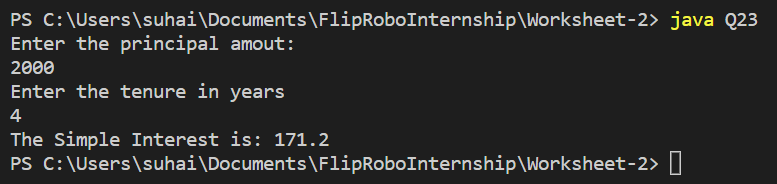 PS C:\Users\suhai\Documents\FlipRoboInternship\Worksheet-2> java Q23
Enter the principal amout:
2000
Enter the tenure in years
4
The Simple Interest is: 171.2
PS C:\Users\suhai\Documents\FlipRoboInternship\Worksheet-2>